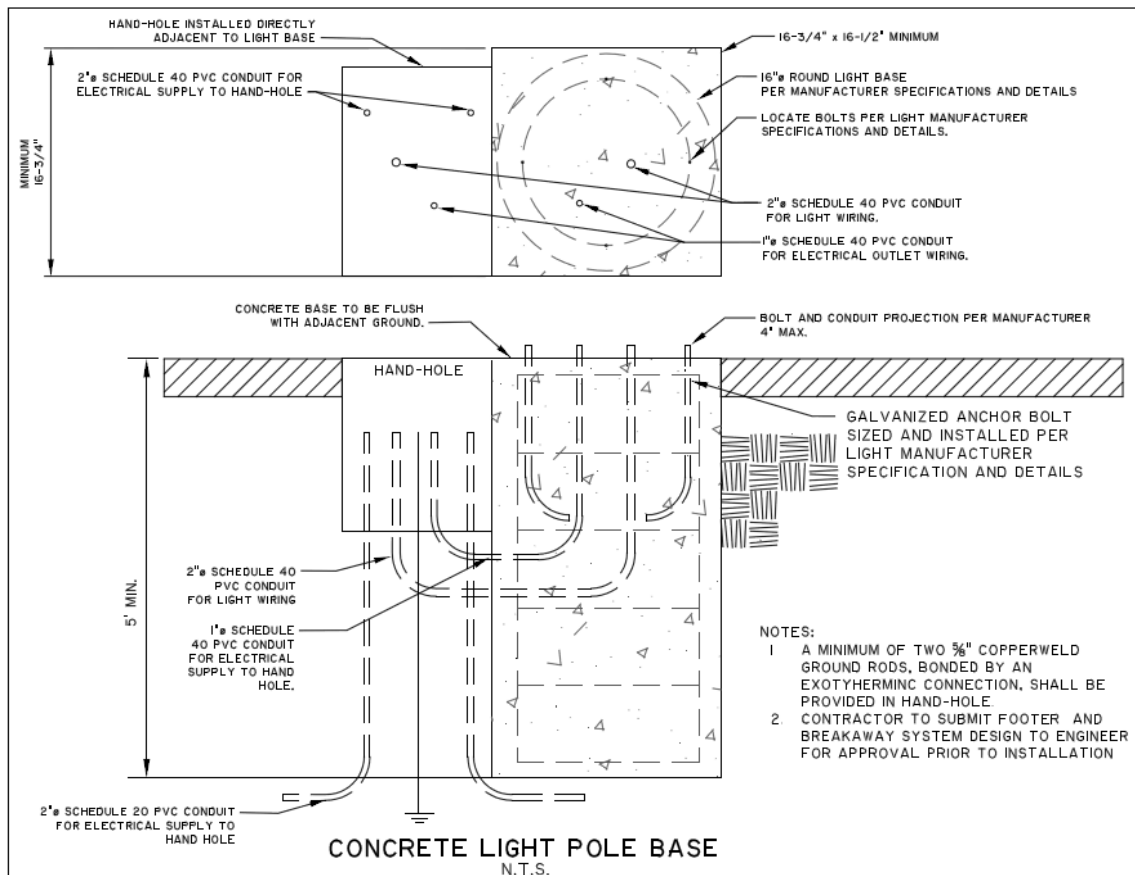 HAND-HOLE INSTALLED DIRECTLY
ADJACENT TO LIGHT BASE
2"ø SCHEDULE 40 PVC CONDUIT FOR
ELECTRICAL SUPPLY TO HAND-HOLE
MINIMUM
16-3/4"
16-3/4" x 16-1/2" MINIMUM
16"ø ROUND LIGHT BASE
PER MANUFACTURER SPECIFICATIONS AND DETAILS
LOCATE BOLTS PER LIGHT MANUFACTURER
SPECIFICATIONS AND DETAILS.
2"ø SCHEDULE 40 PVC CONDUIT
FOR LIGHT WIRING.
1"ø SCHEDULE 40 PVC CONDUIT
FOR ELECTRICAL OUTLET WIRING.
CONCRETE BASE TO BE FLUSH
WITH ADJACENT GROUND.
BOLT AND CONDUIT PROJECTION PER MANUFACTURER
4" MAX.
HAND-HOLE
GALVANIZED ANCHOR BOLT
SIZED AND INSTALLED PER
LIGHT MANUFACTURER
SPECIFICATION AND DETAILS
5' MIN.
2"ø SCHEDULE 40
PVC CONDUIT
FOR LIGHT WIRING
1"ø SCHEDULE
40 PVC CONDUIT
FOR ELECTRICAL
SUPPLY TO HAND
HOLE.
NOTES:
1 A MINIMUM OF TWO ⅝" COPPERWELD
GROUND RODS, BONDED BY AN
EXOTYHERMINC CONNECTION, SHALL BE
PROVIDED IN HAND-HOLE.
2. CONTRACTOR TO SUBMIT FOOTER AND
BREAKAWAY SYSTEM DESIGN TO ENGINEER
FOR APPROVAL PRIOR TO INSTALLATION
2"ø SCHEDULE 20 PVC CONDUIT
FOR ELECTRICAL SUPPLY TO
HAND HOLE
CONCRETE LIGHT POLE BASE
N.T.S.